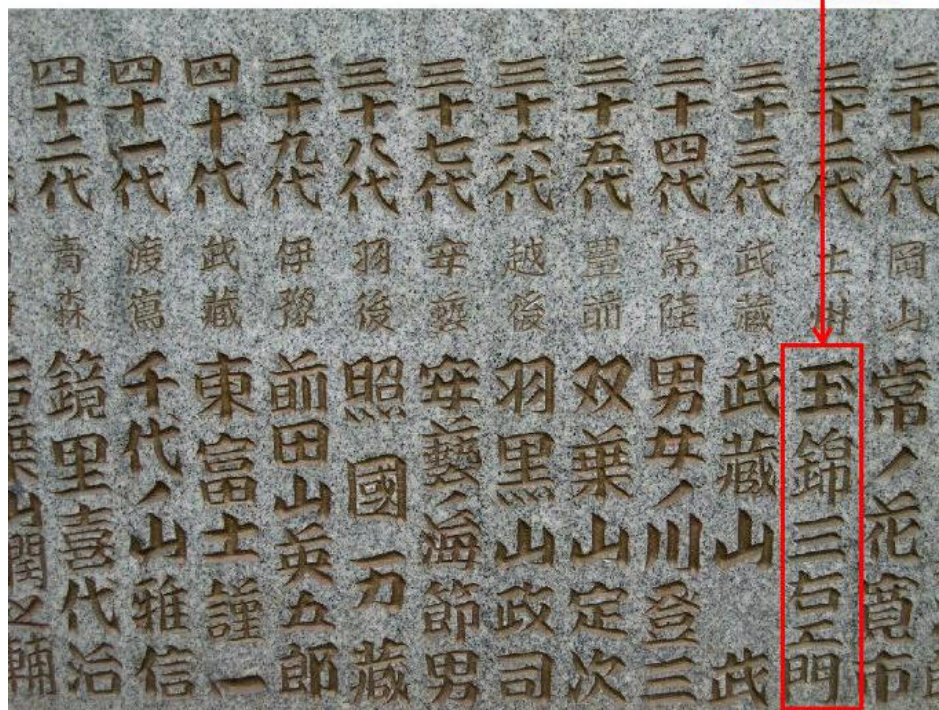 三十一代 岡山 常ノ花寛市
三十二代 土州 玉錦三右エ門
三十三代 武藏 武藏山武
三十四代 常陸 男女ノ川登三
三十五代 豊前 双葉山定次
三十六代 越後 羽黒山政司
三十七代 安藝 安藝ノ海節男
三十八代 羽後 照國万藏
三十九代 伊豫 前田山英五郎
四十代 武藏 東富士謹一
四十一代 渡嶌 千代ノ山雅信
四十二代 青森 鏡里喜代治
葉山潤之輔